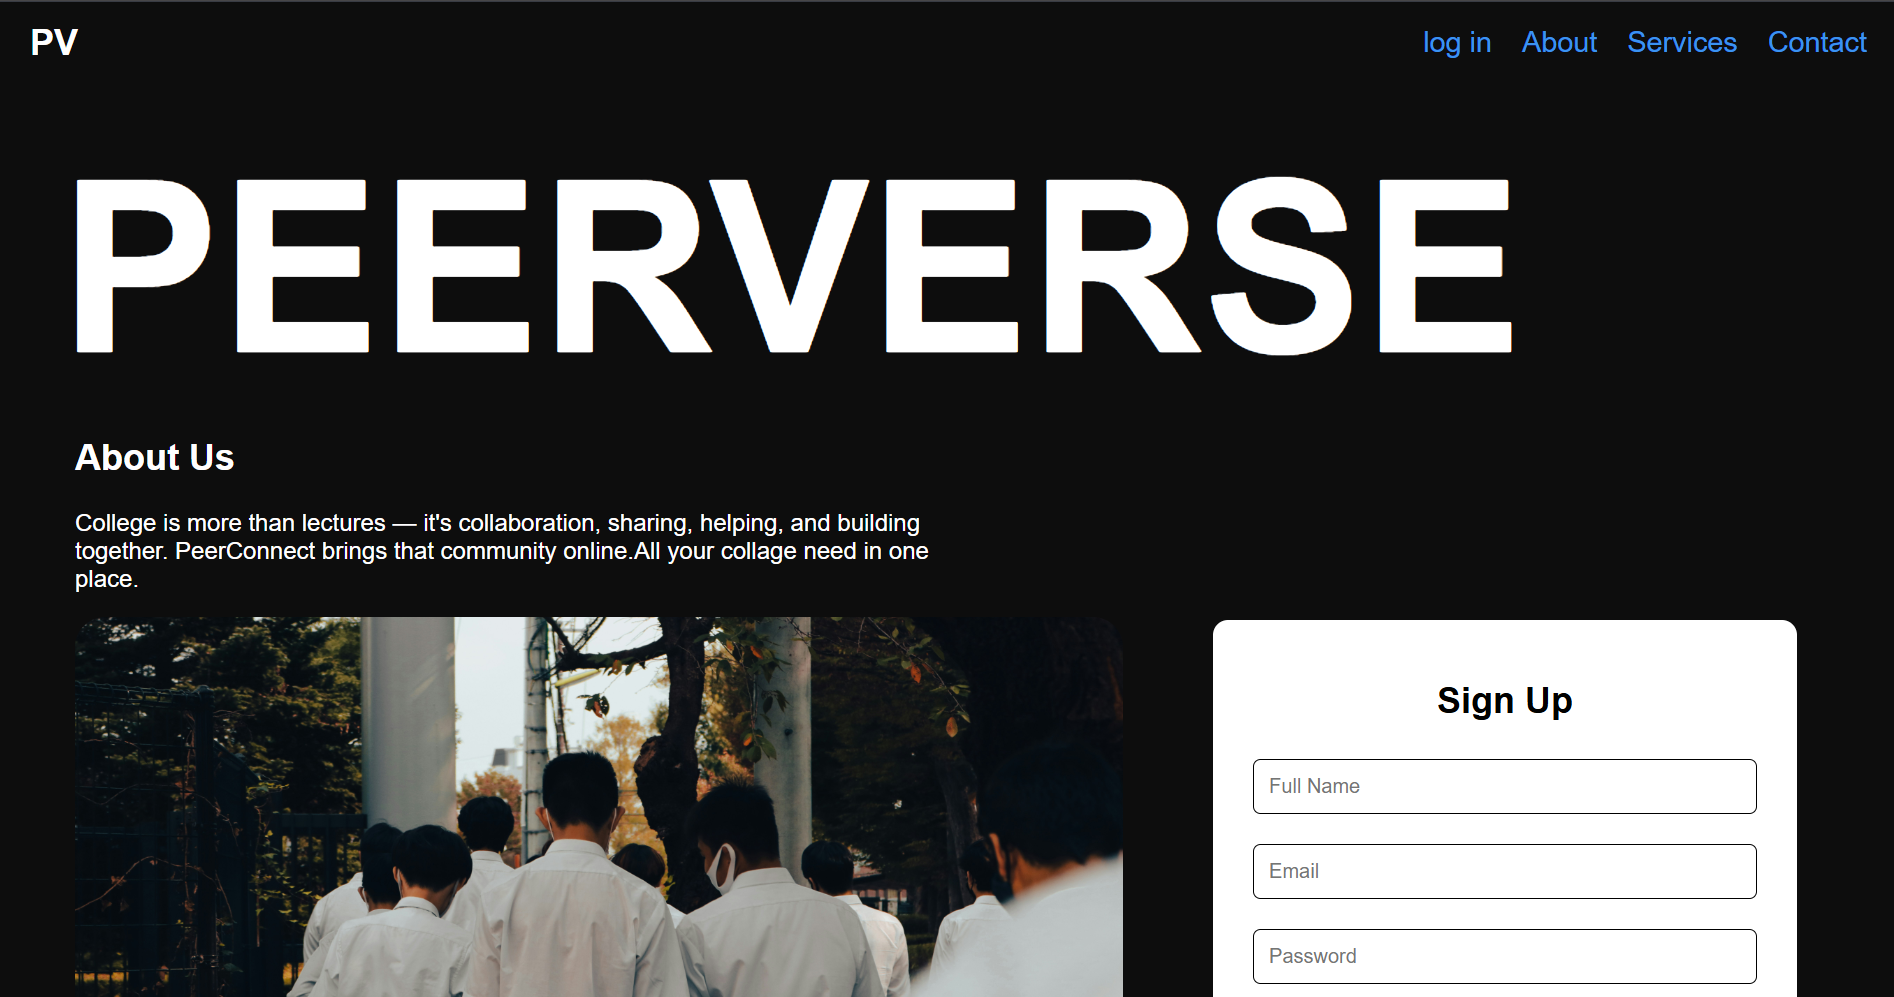 PV
log in About Services Contact
PEERVERSE
About Us
College is more than lectures — it's collaboration, sharing, helping, and building
together. PeerConnect brings that community online.All your collage need in one
place.
Sign Up
Full Name
Email
Password